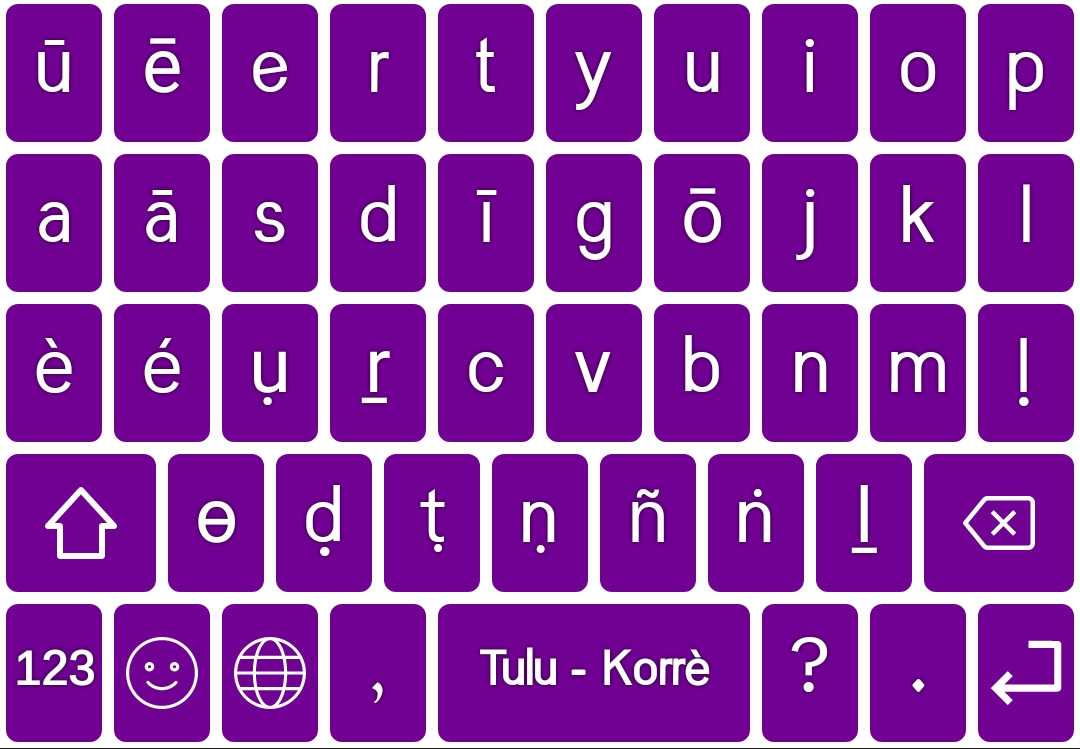 ū ē e r t y u i o p
a ā s d ī g ō j k l
è é ụ ṟ c v b n m ḷ
ɵ ḍ ṭ ṇ ñ ṅ ḻ
123 , Tulu - Korrè ? .